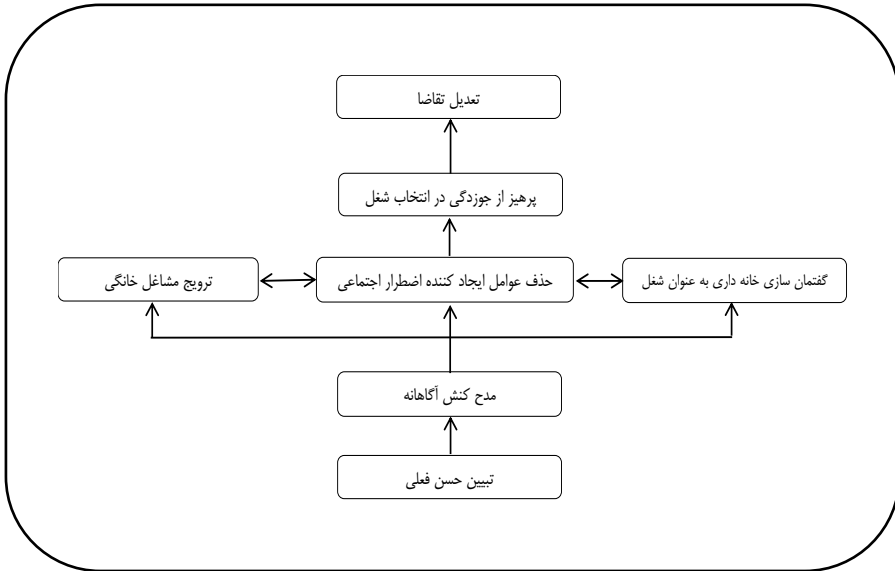 تعدیل تقاضا
پرهیز از جوزدگی در انتخاب شغل
گفتمان سازی خانه داری به عنوان شغل
حذف عوامل ایجاد کننده اضطرار اجتماعی
ترویج مشاغل خانگی
مدح کنش آگاهانه
تبیین حسن فعلی